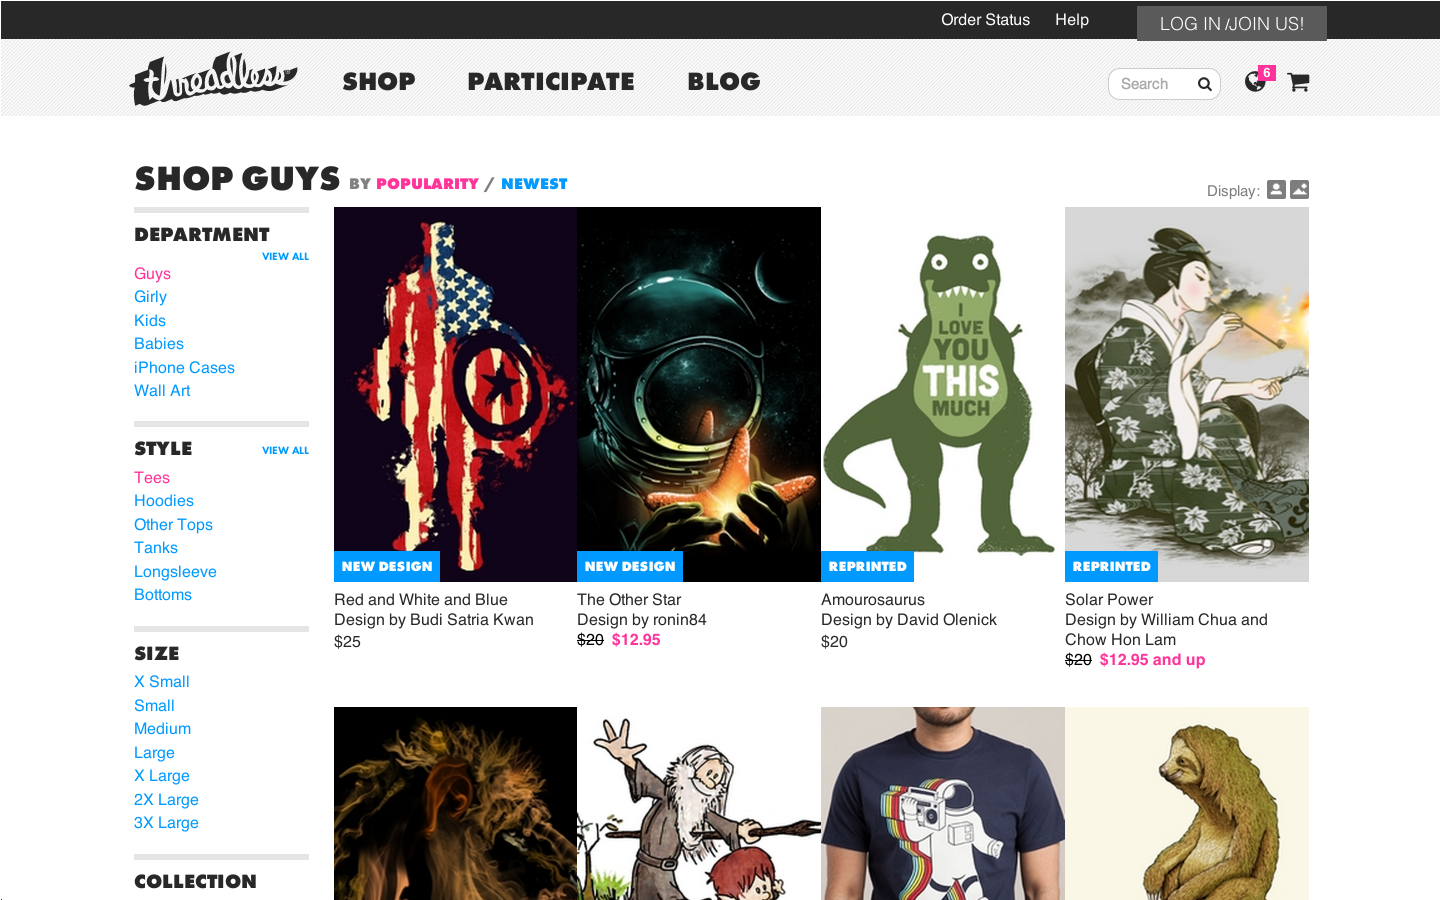 Order Status Help LOG IN /JOIN US!
threadless
SHOP PARTICIPATE BLOG
Search
6
SHOP GUYS BY POPULARITY / NEWEST
Display:
DEPARTMENT
VIEW ALL
Guys
Girly
Kids
Babies
iPhone Cases
Wall Art
STYLE VIEW ALL
Tees
Hoodies
Other Tops
Tanks
Longsleeve
Bottoms
SIZE
X Small
Small
Medium
Large
X Large
2X Large
3X Large
COLLECTION
NEW DESIGN
Red and White and Blue
Design by Budi Satria Kwan
$25
NEW DESIGN
The Other Star
Design by ronin84
$20 $12.95
I
LOVE
YOU
THIS
MUCH
REPRINTED
Amourosaurus
Design by David Olenick
$20
REPRINTED
Solar Power
Design by William Chua and
Chow Hon Lam
$20 $12.95 and up